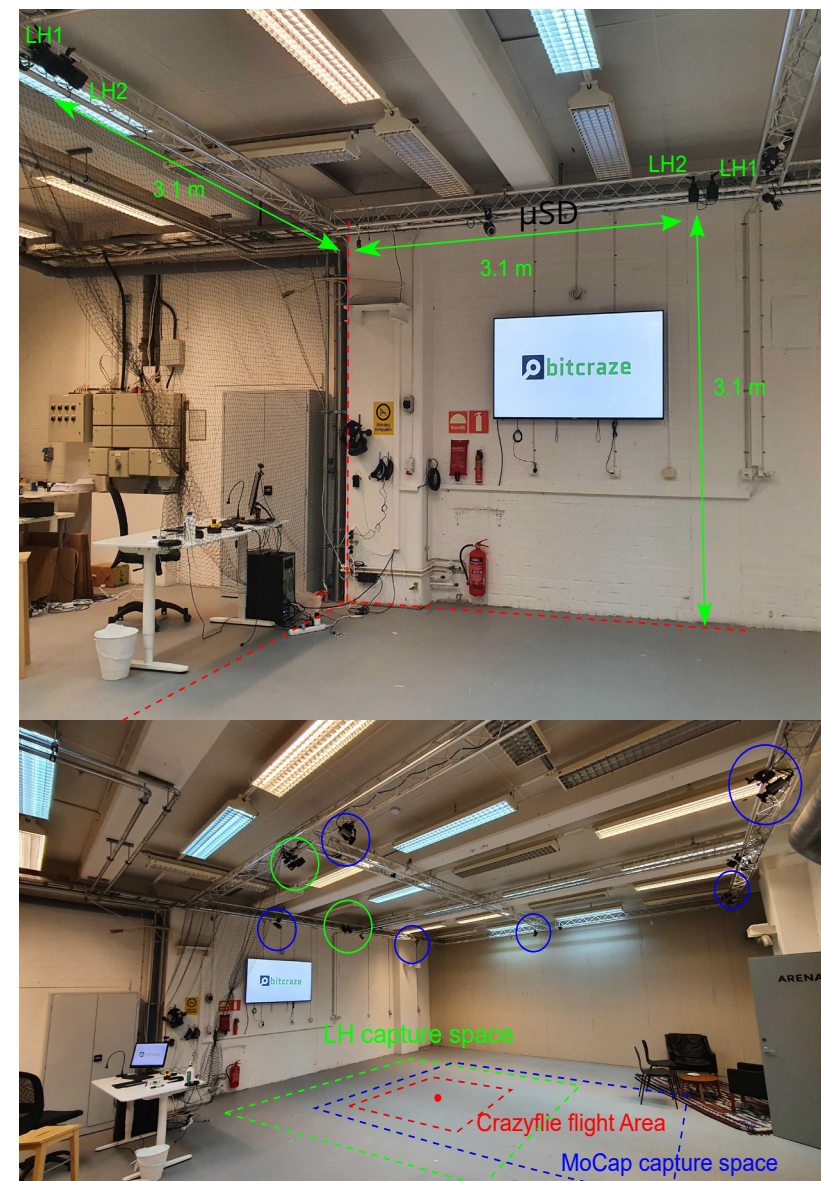 LH1
LH2
3.1 m
LH2
LH1
µSD
3.1 m
bitcraze
3.1 m
bitcraze
ARENA
LH capture space
Crazyflie flight Area
MoCap capture space